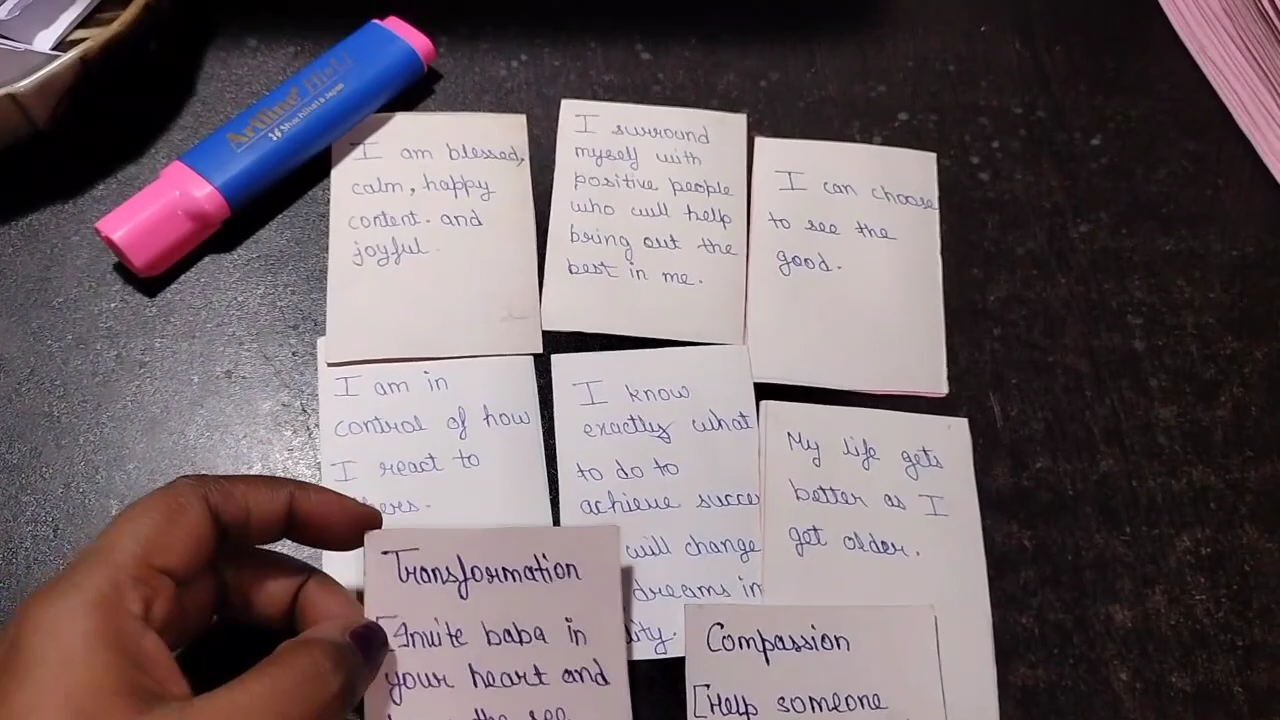 Artline Hi
Shachihata Japan
I am blessed,
calm, happy
content. and
joyful.
I surround
myself with
positive people
who will help
bring out the
best in me.
I can choose
to see the
good.
I am in
control of how
I react to
I know
exactly what
to do to
achieve
will change
dreams in
My life gets
better as I
get older.
Transformation
[Invite baba in
your heart and
the
Compassion
[Help someone